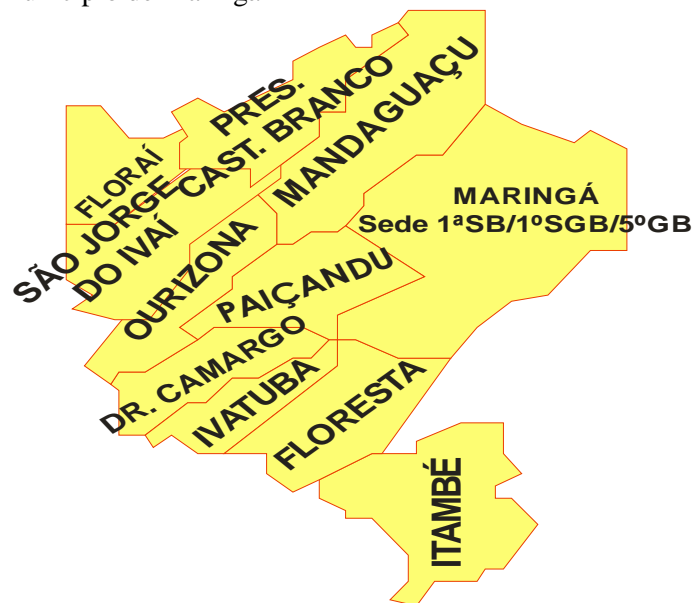 PRES.
CAST. BRANCO
MANDAGUAÇU
FLORAÍ
MARINGÁ
Sede 1ªSB/1ºSGB/5ºGB
SÃO JORGE
DO IVAÍ
OURIZONA
PAIÇANDU
DR. CAMARGO
IVATUBA
FLORESTA
ITAMBÉ